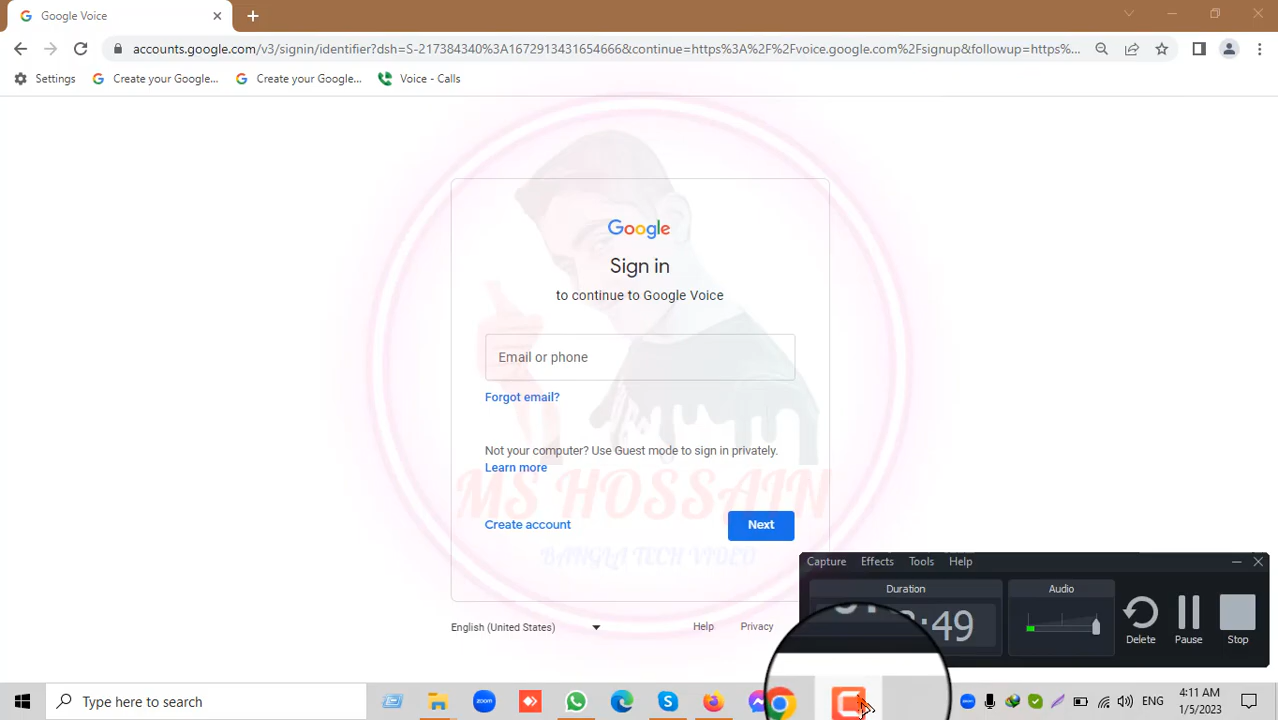 Google Voice
accounts.google.com/v3/signin/identifier?dsh=S-217384340%3A1672913431654666&continue=https%3A%2F%2Fvoice.google.com%2Fsignup&followup=https%...
Settings
Create your Google...
Create your Google...
Voice - Calls
Google
Sign in
to continue to Google Voice
Email or phone
Forgot email?
Not your computer? Use Guest mode to sign in privately.
Learn more
MS HOSSAIN
Create account
Next
BANGLA TECH VIDEO
English (United States)
Help
Privacy
Capture
Effects
Tools
Help
Duration
Audio
:49
Delete
Pause
Stop
Type here to search
ENG
4:11 AM
1/5/2023